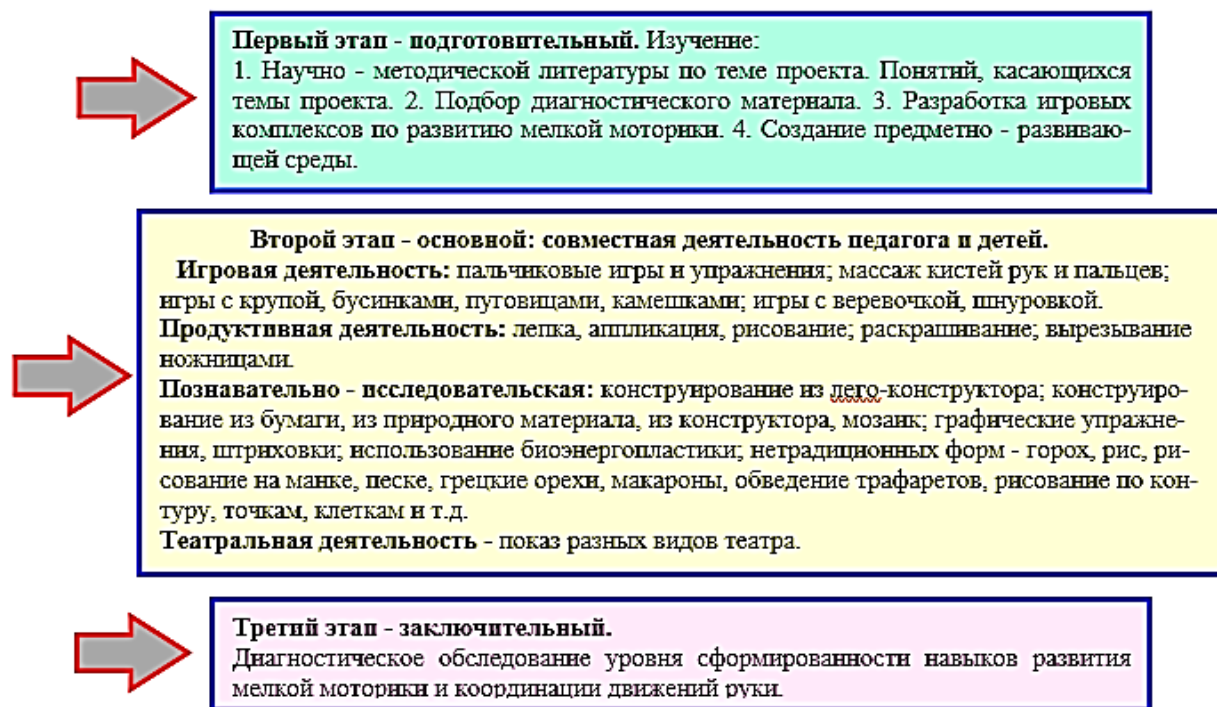 Первый этап - подготовительный. Изучение:
1. Научно - методической литературы по теме проекта. Понятий, касающихся
темы проекта. 2. Подбор диагностического материала. 3. Разработка игровых
комплексов по развитию мелкой моторики. 4. Создание предметно - развиваю-
щей среды.
Второй этап - основной: совместная деятельность педагога и детей.
Игровая деятельность: пальчиковые игры и упражнения; массаж кистей рук и пальцев;
игры с крупой, бусинками, пуговицами, камешками; игры с веревочкой, шнуровкой.
Продуктивная деятельность: лепка, аппликация, рисование; раскрашивание; вырезывание
ножницами.
Познавательно - исследовательская: конструирование из лего-конструктора; конструиро-
вание из бумаги, из природного материала, из конструктора, мозаик; графические упражне-
ния, штриховки; использование биоэнергопластики; нетрадиционных форм - горох, рис, ри-
сование на манке, песке, грецкие орехи, макароны, обведение трафаретов, рисование по кон-
туру, точкам, клеткам и т.д.
Театральная деятельность - показ разных видов театра.
Третий этап - заключительный.
Диагностическое обследование уровня сформированности навыков развития
мелкой моторики и координации движений руки.